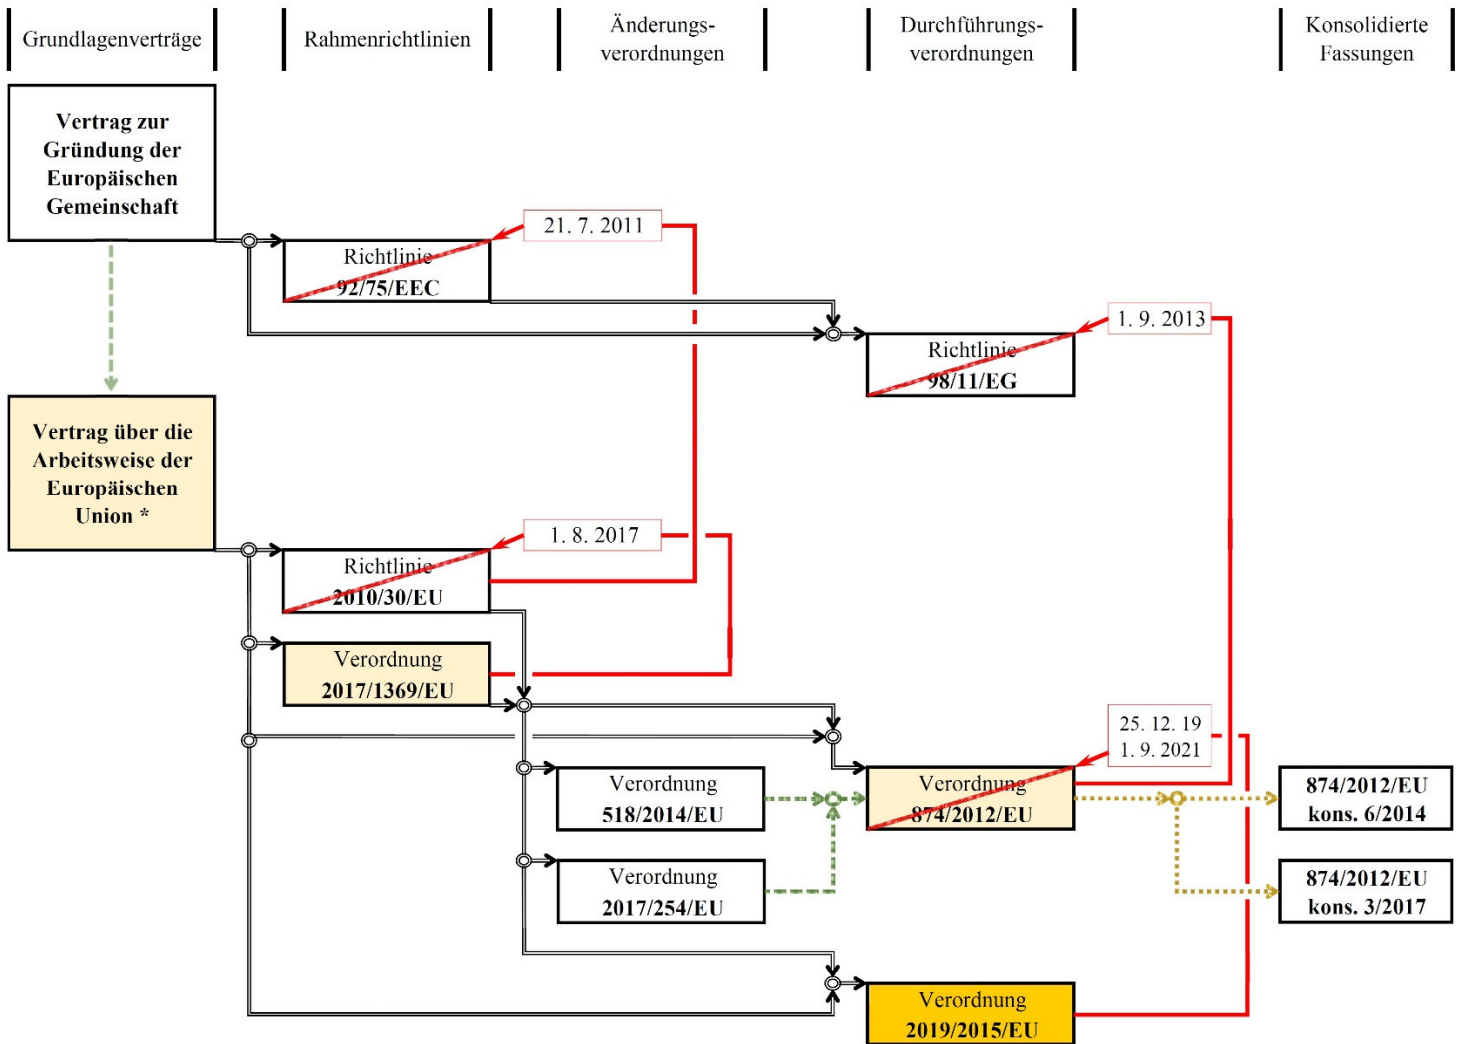 Grundlagenverträge
Rahmenrichtlinien
Änderungs-
verordnungen
Durchführungs-
verordnungen
Konsolidierte
Fassungen
Vertrag zur
Gründung der
Europäischen
Gemeinschaft
21. 7. 2011
Richtlinie
92/75/EEC
1. 9. 2013
Richtlinie
98/11/EG
Vertrag über die
Arbeitsweise der
Europäischen
Union *
1. 8. 2017
Richtlinie
2010/30/EU
Verordnung
2017/1369/EU
25. 12. 19
1. 9. 2021
Verordnung
518/2014/EU
Verordnung
874/2012/EU
874/2012/EU
kons. 6/2014
Verordnung
2017/254/EU
874/2012/EU
kons. 3/2017
Verordnung
2019/2015/EU